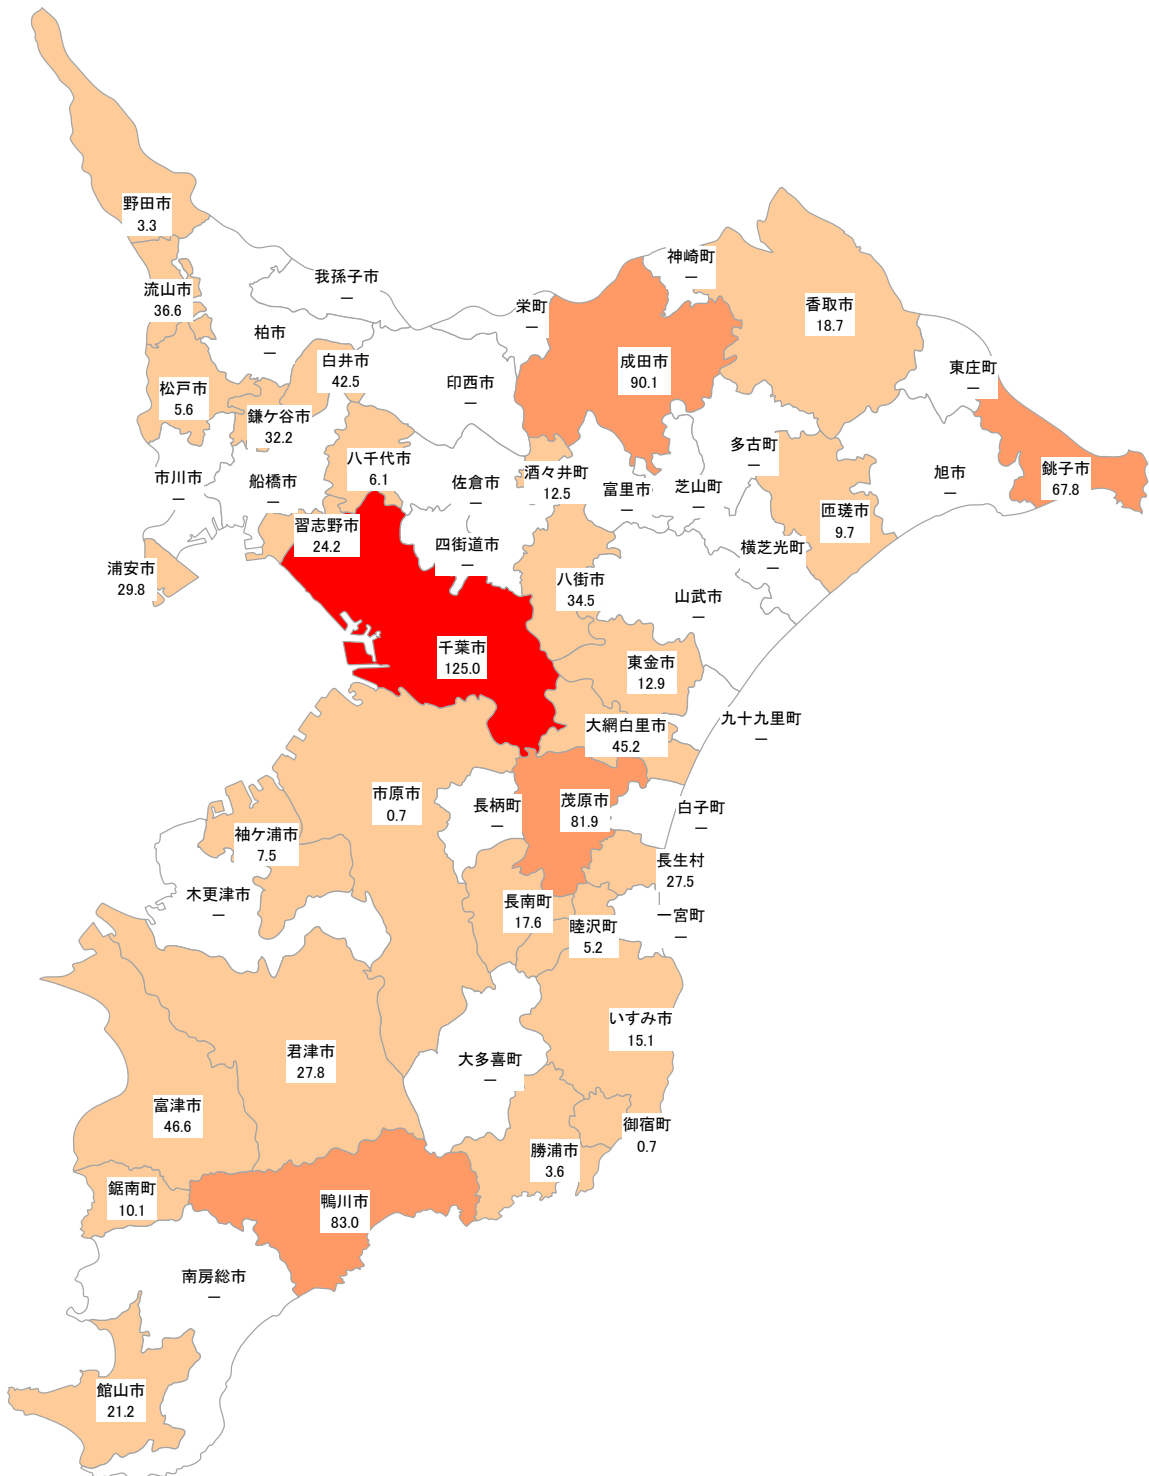 野田市
3.3
流山市
36.6
我孫子市
―
柏市
―
神崎町
―
香取市
18.7
栄町
―
成田市
90.1
東庄町
―
白井市
42.5
印西市
―
松戸市
5.6
鎌ケ谷市
32.2
多古町
―
銚子市
67.8
市川市
―
船橋市
―
八千代市
6.1
佐倉市
―
酒々井町
12.5
富里市
―
芝山町
―
旭市
―
匝瑳市
9.7
習志野市
24.2
四街道市
―
横芝光町
―
浦安市
29.8
八街市
34.5
山武市
―
千葉市
125.0
東金市
12.9
大網白里市
45.2
九十九里町
―
市原市
0.7
長柄町
―
茂原市
81.9
白子町
―
袖ケ浦市
7.5
長生村
27.5
木更津市
―
長南町
17.6
睦沢町
5.2
一宮町
―
いすみ市
15.1
君津市
27.8
大多喜町
―
富津市
46.6
御宿町
0.7
勝浦市
3.6
鋸南町
10.1
鴨川市
83.0
南房総市
―
館山市
21.2